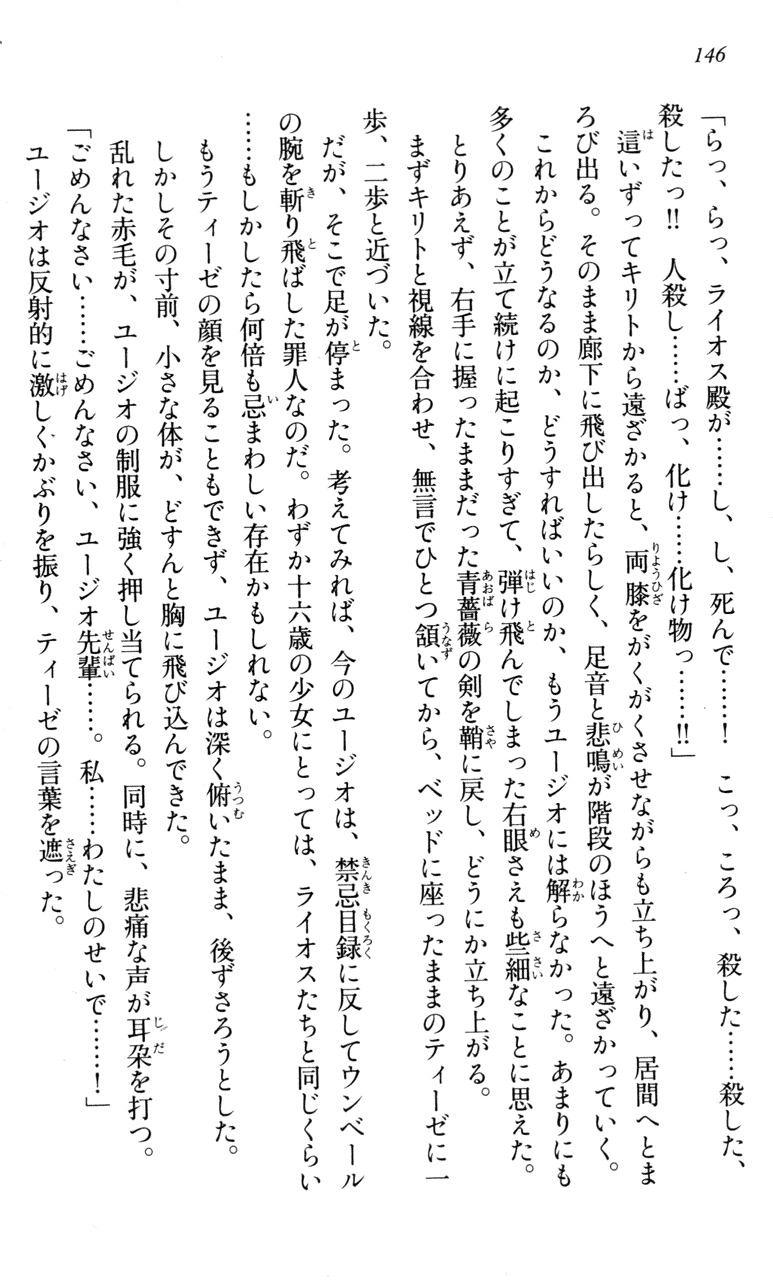 146
「らっ、らっ、ライオス殿が……し、し、死んで……！　こっ、ころっ、殺した……殺した、
殺したっ!!　人殺し……ばっ、化け……化け物っ……!!」
　這いずってキリトから遠ざかると、両膝をがくがくさせながらも立ち上がり、居間へとま
ろび出る。そのまま廊下に飛び出したらしく、足音と悲鳴が階段のほうへと遠ざかっていく。
　これからどうなるのか、どうすればいいのか、もうユージオには解らなかった。あまりにも
多くのことが立て続けに起こりすぎて、弾け飛んでしまった右眼さえも些細なことに思えた。
　とりあえず、右手に握ったままだった青薔薇の剣を鞘に戻し、どうにか立ち上がる。
　まずキリトと視線を合わせ、無言でひとつ頷いてから、ベッドに座ったままのティーゼに一
歩、二歩と近づいた。
　だが、そこで足が停まった。考えてみれば、今のユージオは、禁忌目録に反してウンベール
の腕を斬り飛ばした罪人なのだ。わずか十六歳の少女にとっては、ライオスたちと同じくらい
……もしかしたら何倍も忌まわしい存在かもしれない。
　もうティーゼの顔を見ることもできず、ユージオは深く俯いたまま、後ずさろうとした。
　しかしその寸前、小さな体が、どすんと胸に飛び込んできた。
　乱れた赤毛が、ユージオの制服に強く押し当てられる。同時に、悲痛な声が耳朶を打つ。
「ごめんなさい……ごめんなさい、ユージオ先輩……。私……わたしのせいで……！」
　ユージオは反射的に激しくかぶりを振り、ティーゼの言葉を遮った。